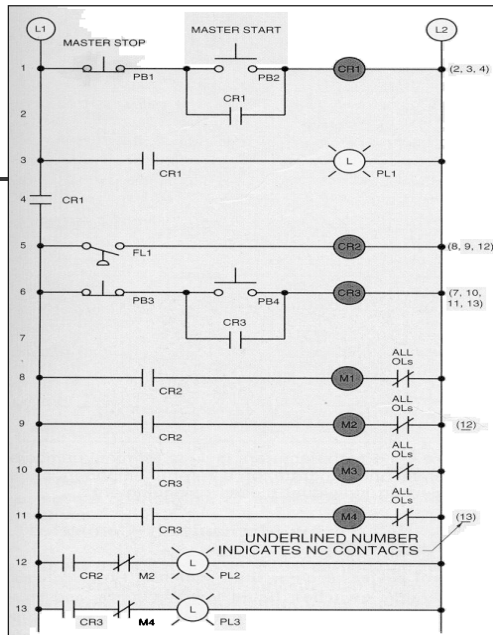 L1
L2
MASTER STOP
MASTER START
1
PB1
PB2
CR1
(2, 3, 4)
2
CR1
3
CR1
L
PL1
4
CR1
5
FL1
CR2
(8, 9, 12)
6
PB3
PB4
CR3
(7, 10,
11, 13)
7
CR3
8
CR2
M1
ALL
OLs
9
CR2
M2
ALL
OLs
(12)
10
CR3
M3
ALL
OLs
11
CR3
M4
ALL
OLs
(13)
UNDERLINED NUMBER
INDICATES NC CONTACTS
12
CR2
M2
L
PL2
13
CR3
M4
L
PL3